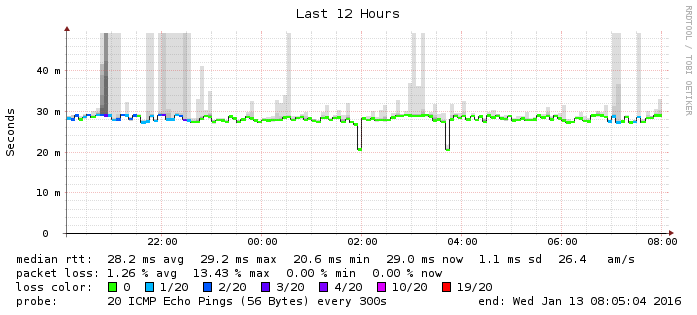 Last 12 Hours
RRDTOOL / TOBI OETIKER
Seconds
40 m
30 m
20 m
10 m
0
22:00 00:00 02:00 04:00 06:00 08:00
median rtt: 28.2 ms avg 29.2 ms max 20.6 ms min 29.0 ms now 1.1 ms sd 26.4 am/s
packet loss: 1.26 % avg 13.43 % max 0.00 % min 0.00 % now
loss color: 0 1/20 2/20 3/20 4/20 10/20 19/20
probe: 20 ICMP Echo Pings (56 Bytes) every 300s end: Wed Jan 13 08:05:04 2016